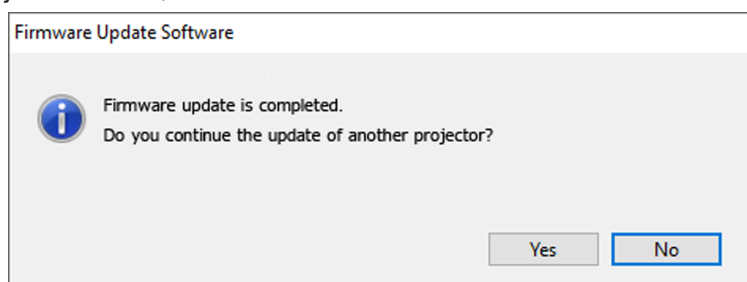 Firmware Update Software
Firmware update is completed.
Do you continue the update of another projector?
Yes
No